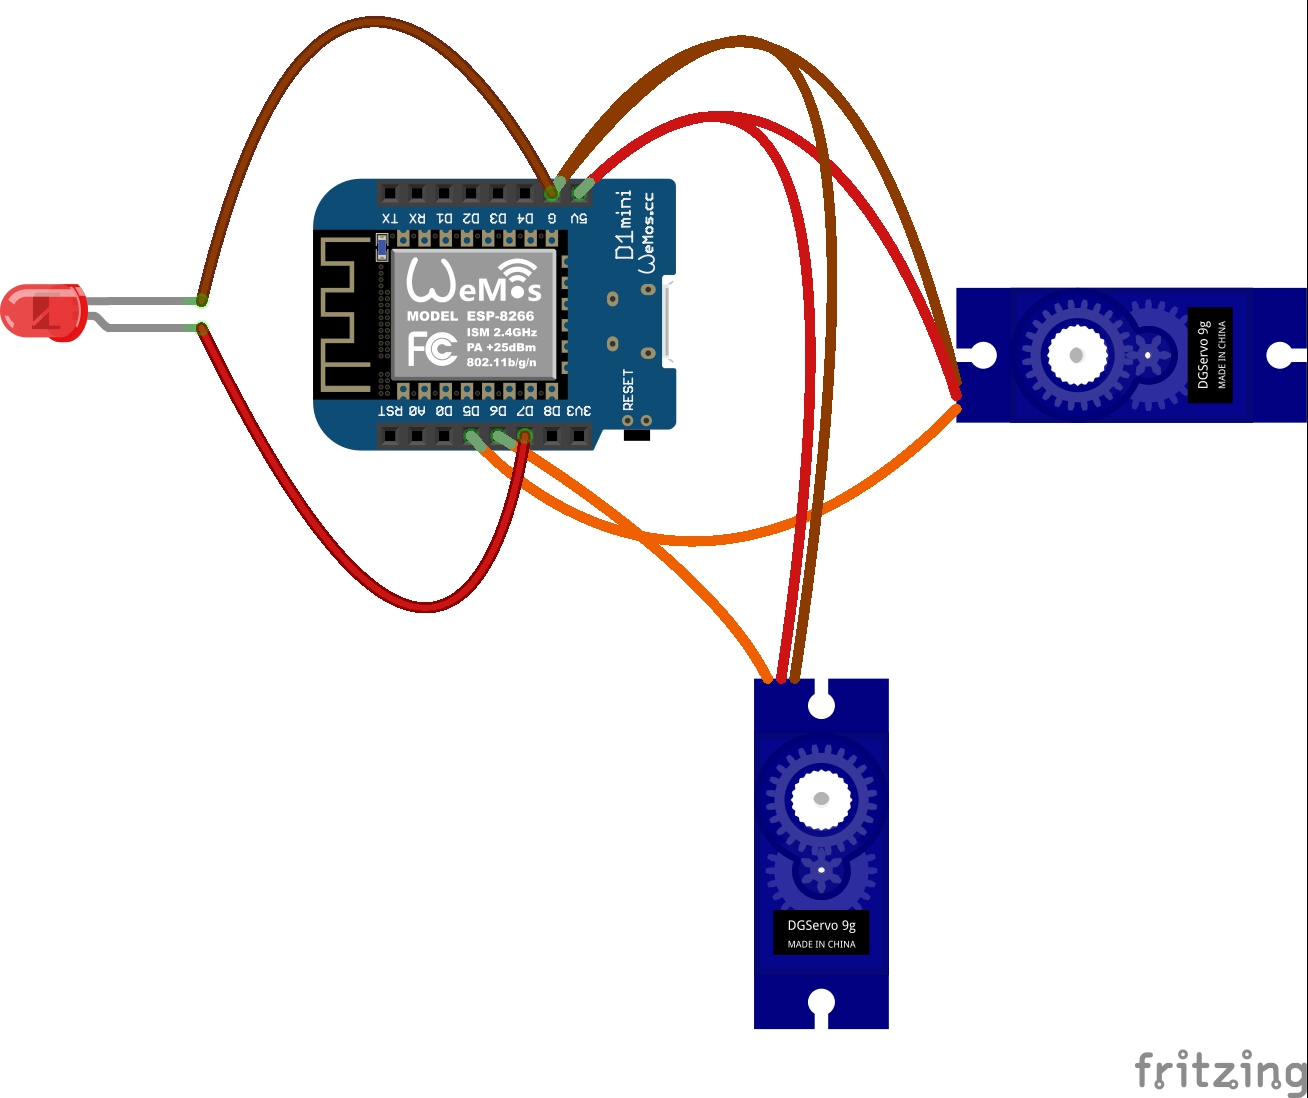 TX RX D1 D2 D3 D4 G 5V
D1mini
WeMos.cc
WeMos
MODEL ESP-8266
ISM 2.4GHz
PA +25dBm
802.11b/g/n
FC
RST A0 D0 D5 D6 D7 D8 3V3
RESET
DGServo 9g
MADE IN CHINA
DGServo 9g
MADE IN CHINA
fritzing